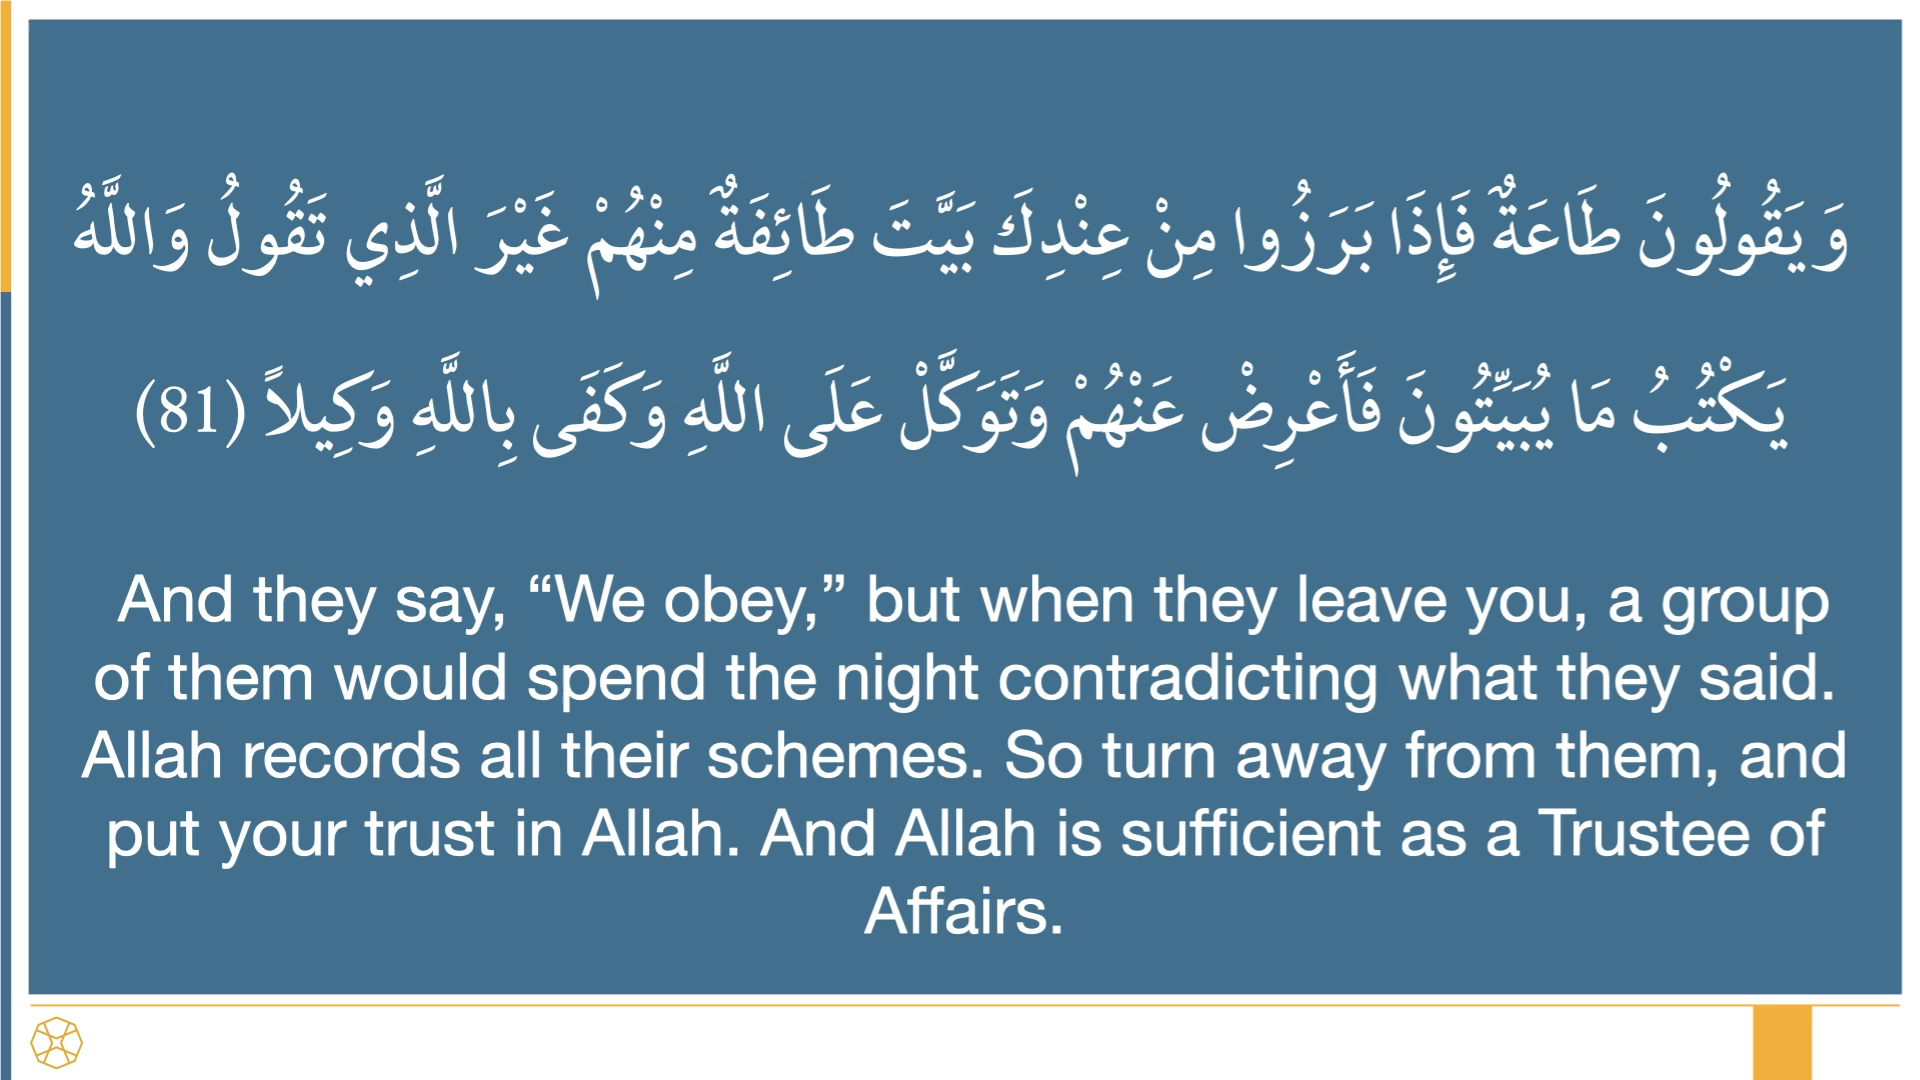 وَيَقُولُونَ طَاعَةٌ فَإِذَا بَرَزُوا مِنْ عِنْدِكَ بَيَّتَ طَائِفَةٌ مِنْهُمْ غَيْرَ الَّذِي تَقُولُ وَاللَّهُ
يَكْتُبُ مَا يُبَيِّتُونَ فَأَعْرِضْ عَنْهُمْ وَتَوَكَّلْ عَلَى اللَّهِ وَكَفَى بِاللَّهِ وَكِيلاً (81)
And they say, “We obey,” but when they leave you, a group
of them would spend the night contradicting what they said.
Allah records all their schemes. So turn away from them, and
put your trust in Allah. And Allah is sufficient as a Trustee of
Affairs.